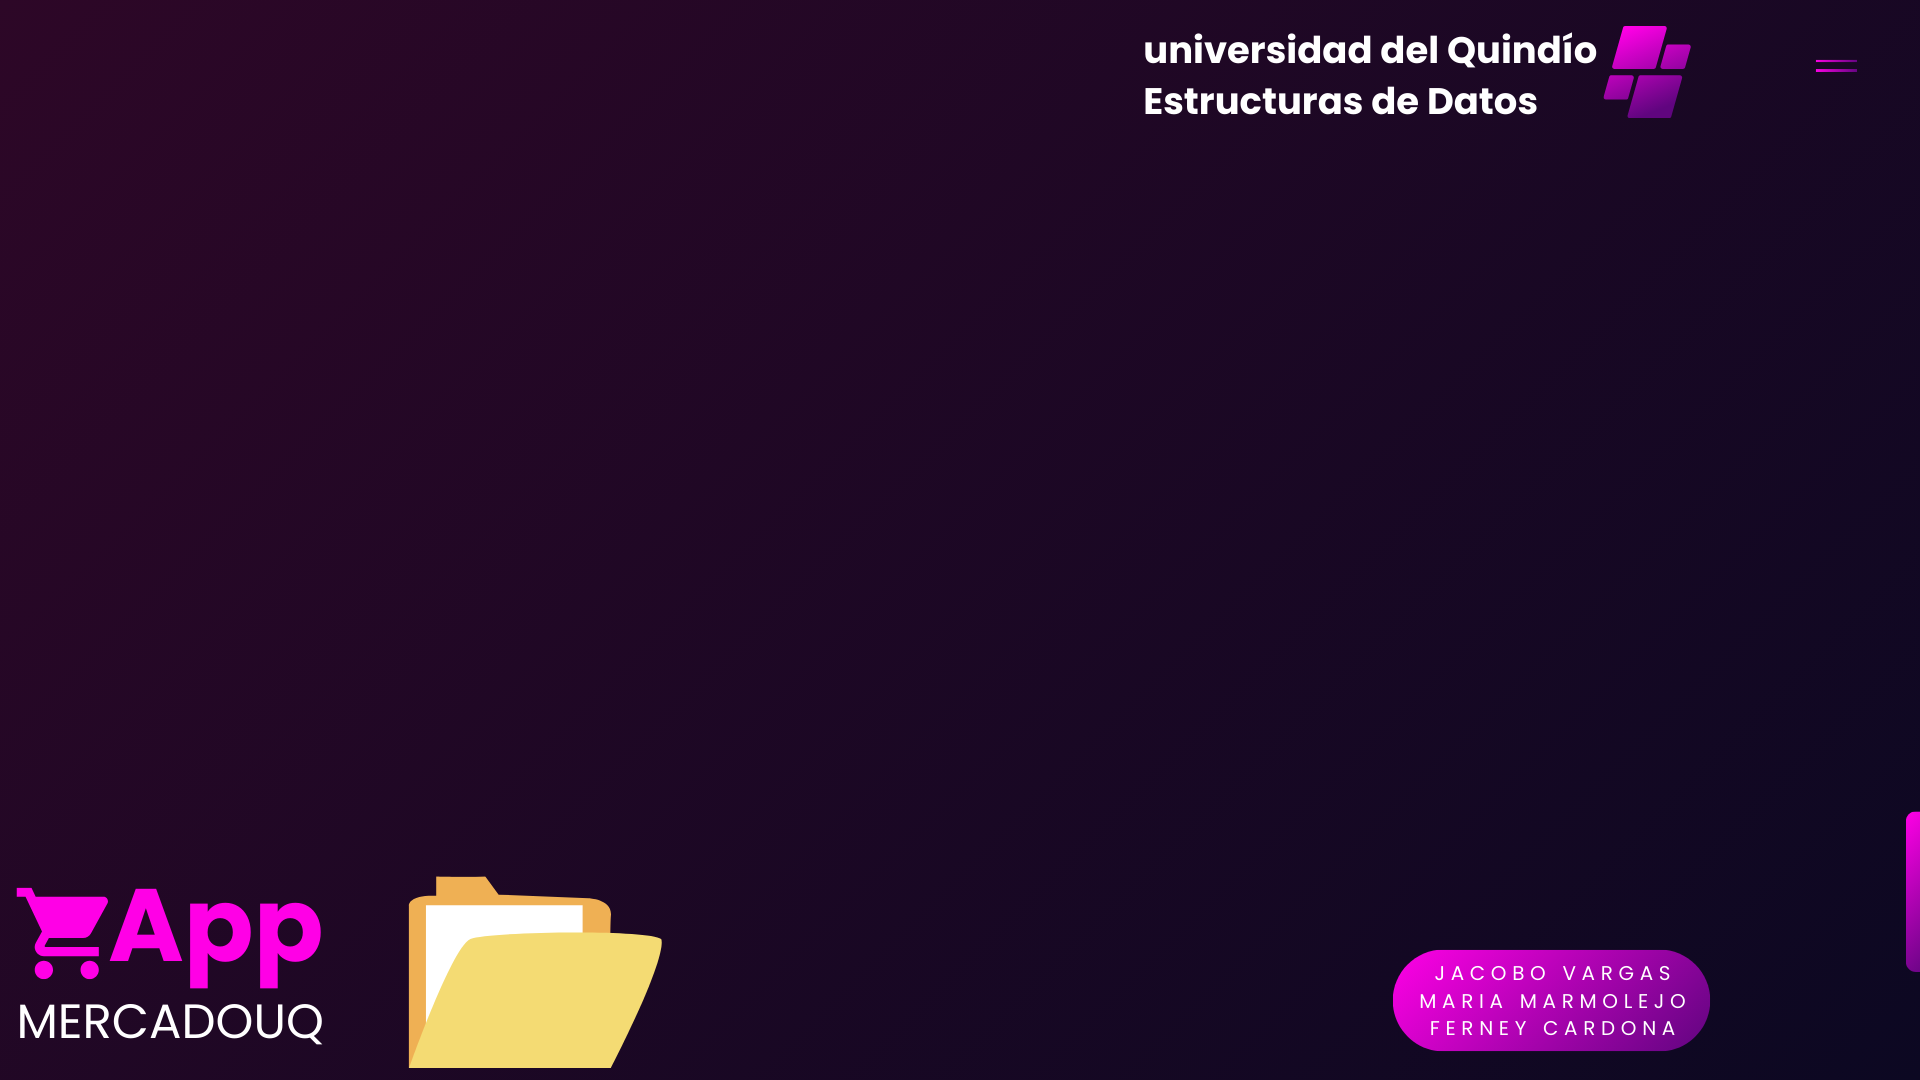 universidad del Quindío
Estructuras de Datos
App
MERCADOUQ
JACOBO VARGAS
MARIA MARMOLEJO
FERNEY CARDONA